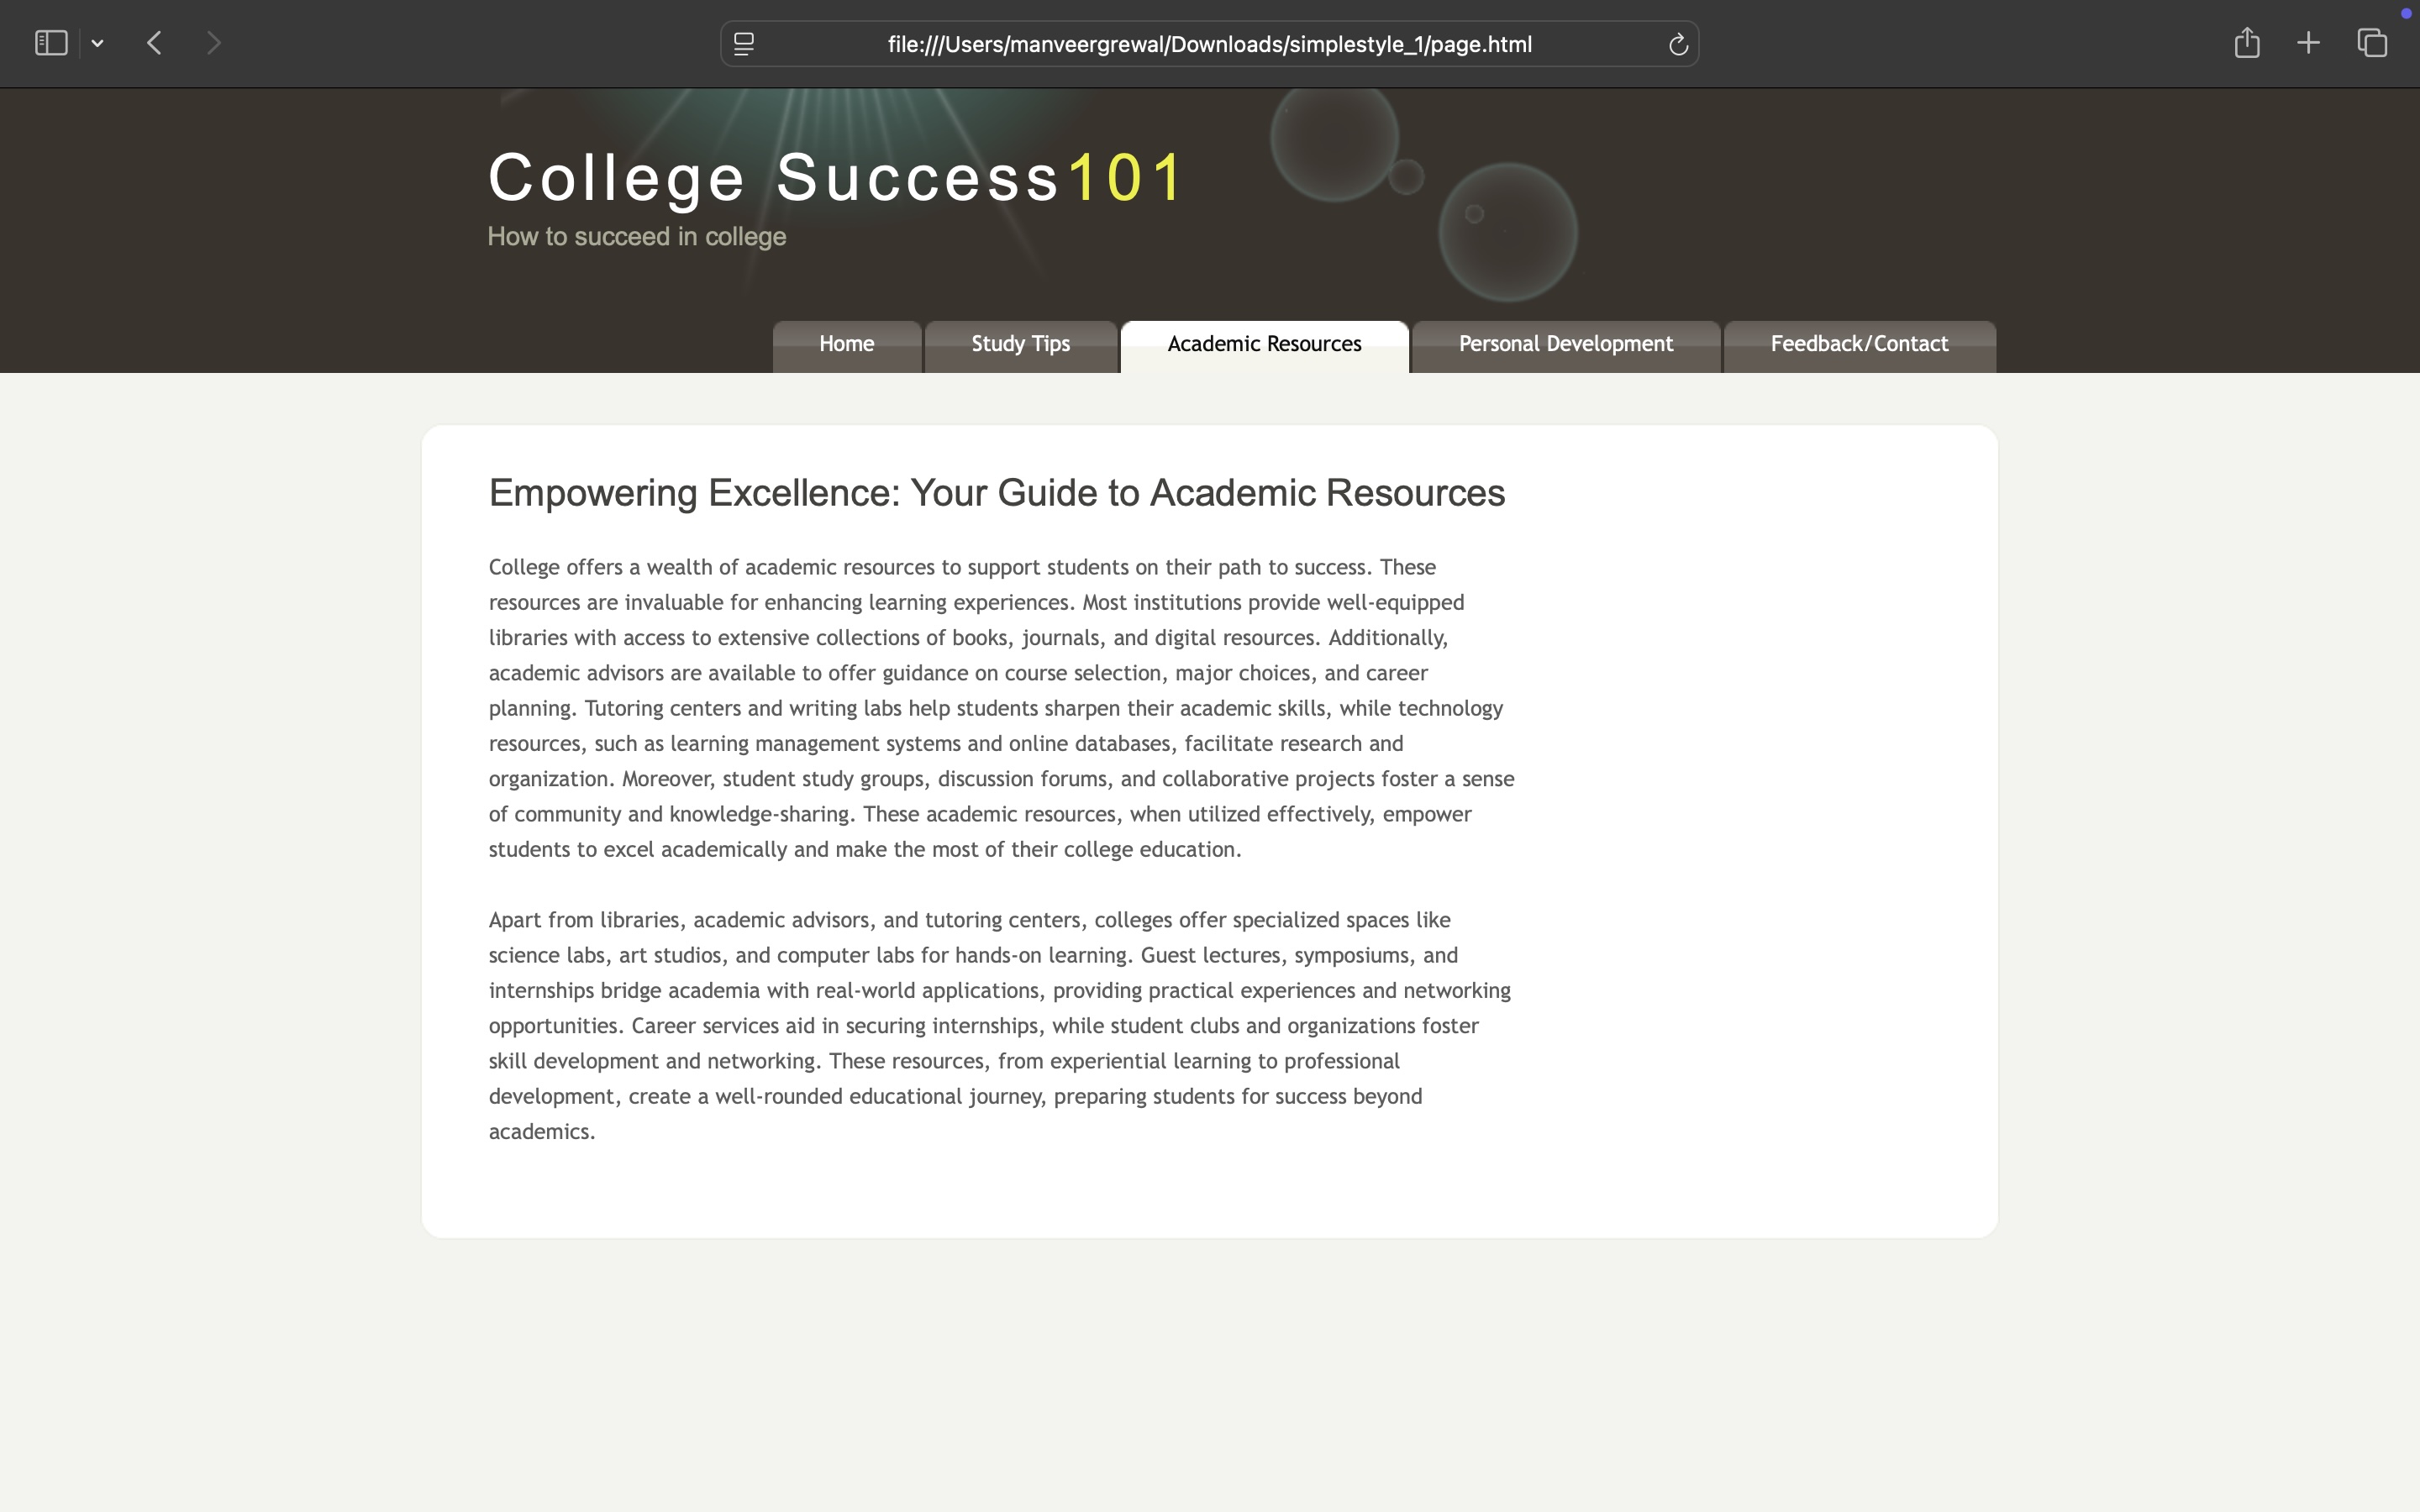 file:///Users/manveergrewal/Downloads/simplestyle_1/page.html
College Success101
How to succeed in college
Home Study Tips Academic Resources Personal Development Feedback/Contact
Empowering Excellence: Your Guide to Academic Resources
College offers a wealth of academic resources to support students on their path to success. These
resources are invaluable for enhancing learning experiences. Most institutions provide well-equipped
libraries with access to extensive collections of books, journals, and digital resources. Additionally,
academic advisors are available to offer guidance on course selection, major choices, and career
planning. Tutoring centers and writing labs help students sharpen their academic skills, while technology
resources, such as learning management systems and online databases, facilitate research and
organization. Moreover, student study groups, discussion forums, and collaborative projects foster a sense
of community and knowledge-sharing. These academic resources, when utilized effectively, empower
students to excel academically and make the most of their college education.
Apart from libraries, academic advisors, and tutoring centers, colleges offer specialized spaces like
science labs, art studios, and computer labs for hands-on learning. Guest lectures, symposiums, and
internships bridge academia with real-world applications, providing practical experiences and networking
opportunities. Career services aid in securing internships, while student clubs and organizations foster
skill development and networking. These resources, from experiential learning to professional
development, create a well-rounded educational journey, preparing students for success beyond
academics.